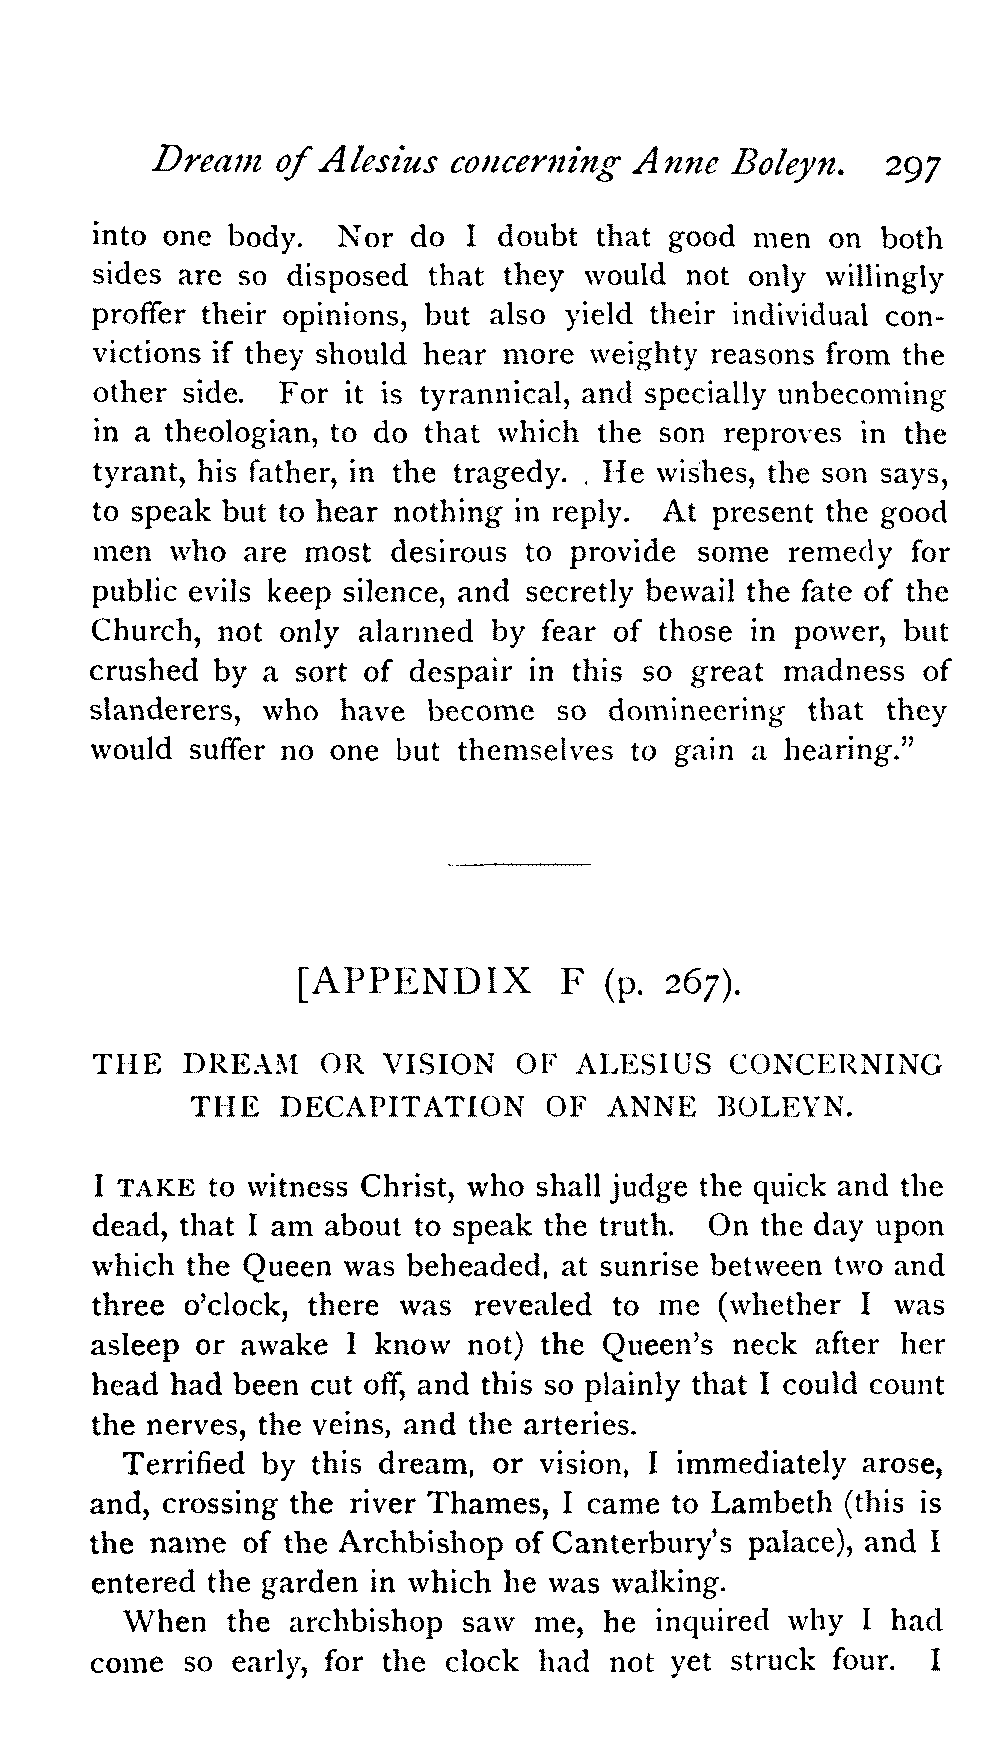 Dream of Alesius concerning Anne Boleyn. 297
into one body. Nor do I doubt that good men on both
sides are so disposed that they would not only willingly
proffer their opinions, but also yield their individual con-
victions if they should hear more weighty reasons from the
other side. For it is tyrannical, and specially unbecoming
in a theologian, to do that which the son reproves in the
tyrant, his father, in the tragedy. . He wishes, the son says,
to speak but to hear nothing in reply. At present the good
men who are most desirous to provide some remedy for
public evils keep silence, and secretly bewail the fate of the
Church, not only alarmed by fear of those in power, but
crushed by a sort of despair in this so great madness of
slanderers, who have become so domineering that they
would suffer no one but themselves to gain a hearing.”
[APPENDIX F (p. 267).
THE DREAM OR VISION OF ALESIUS CONCERNING
THE DECAPITATION OF ANNE BOLEYN.
I TAKE to witness Christ, who shall judge the quick and the
dead, that I am about to speak the truth. On the day upon
which the Queen was beheaded, at sunrise between two and
three o’clock, there was revealed to me (whether I was
asleep or awake I know not) the Queen’s neck after her
head had been cut off, and this so plainly that I could count
the nerves, the veins, and the arteries.
Terrified by this dream, or vision, I immediately arose,
and, crossing the river Thames, I came to Lambeth (this is
the name of the Archbishop of Canterbury’s palace), and I
entered the garden in which he was walking.
When the archbishop saw me, he inquired why I had
come so early, for the clock had not yet struck four. I